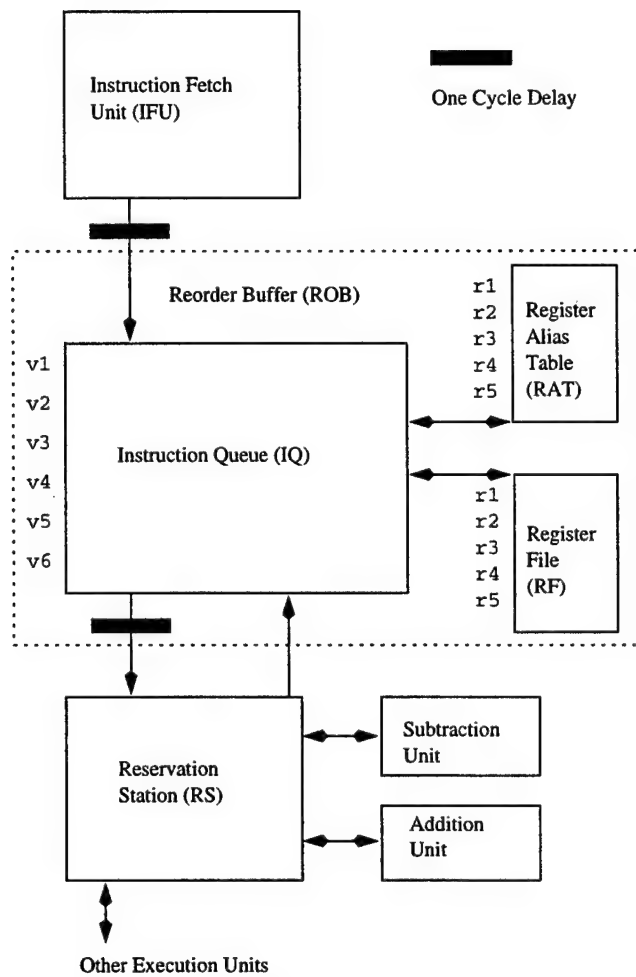 Instruction Fetch
Unit (IFU)
One Cycle Delay
Reorder Buffer (ROB)
r1
r2
r3
r4
r5
Register
Alias
Table
(RAT)
v1
v2
v3
v4
v5
v6
Instruction Queue (IQ)
r1
r2
r3
r4
r5
Register
File
(RF)
Reservation
Station (RS)
Subtraction
Unit
Addition
Unit
Other Execution Units